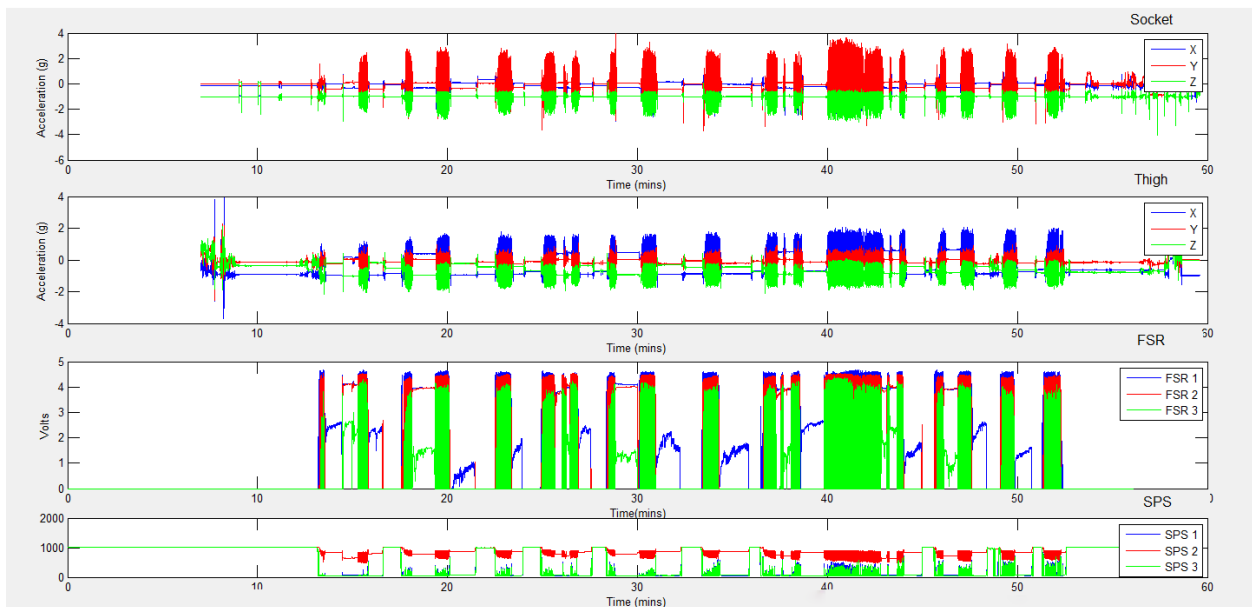 Socket
4
2
0
-2
-4
-6
Acceleration (g)
X
Y
Z
0 10 20 30 40 50 60
Time (mins)
Thigh
4
2
0
-2
-4
Acceleration (g)
X
Y
Z
0 10 20 30 40 50 60
Time (mins)
FSR
5
4
3
2
1
0
Volts
FSR 1
FSR 2
FSR 3
0 10 20 30 40 50 60
Time(mins)
SPS
2000
1000
0
SPS 1
SPS 2
SPS 3
0 10 20 30 40 50 60
Time (mins)